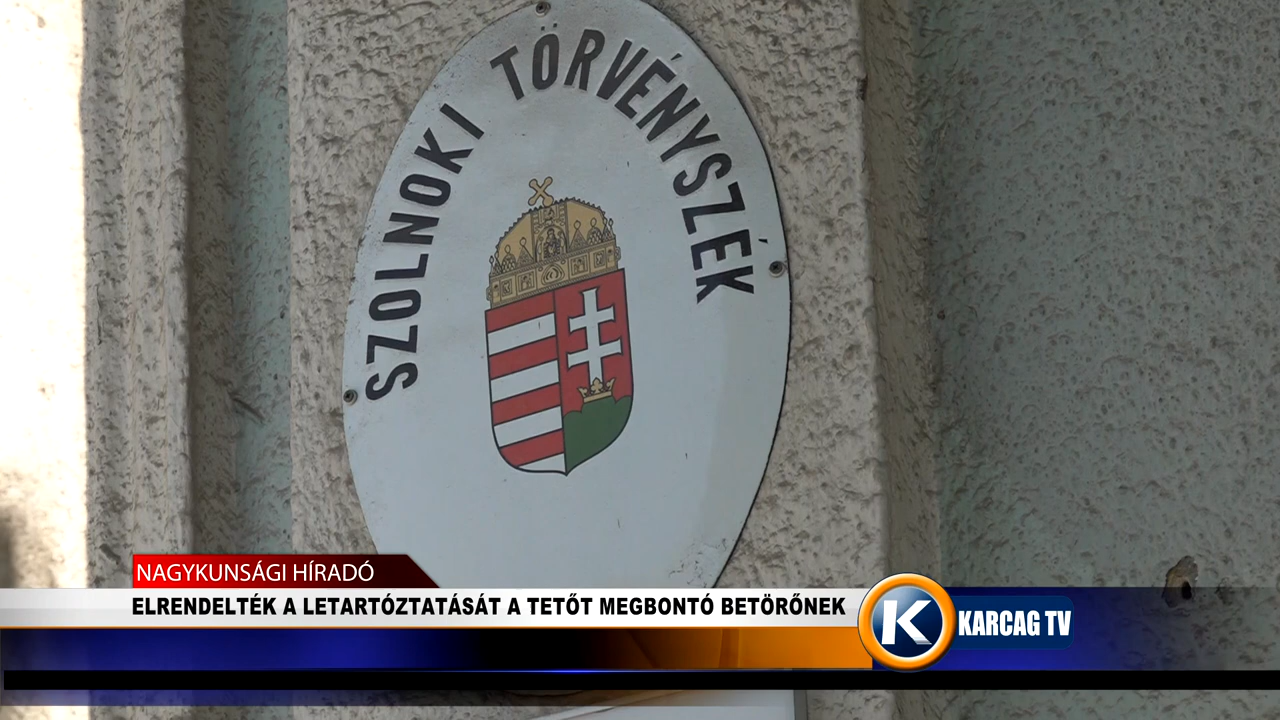 SZOLNOKI TÖRVÉNYSZÉK
NAGYKUNSÁGI HÍRADÓ
ELRENDELTÉK A LETARTÓZTATÁSÁT A TETŐT MEGBONTÓ BETÖRŐNEK
K KARCAG TV